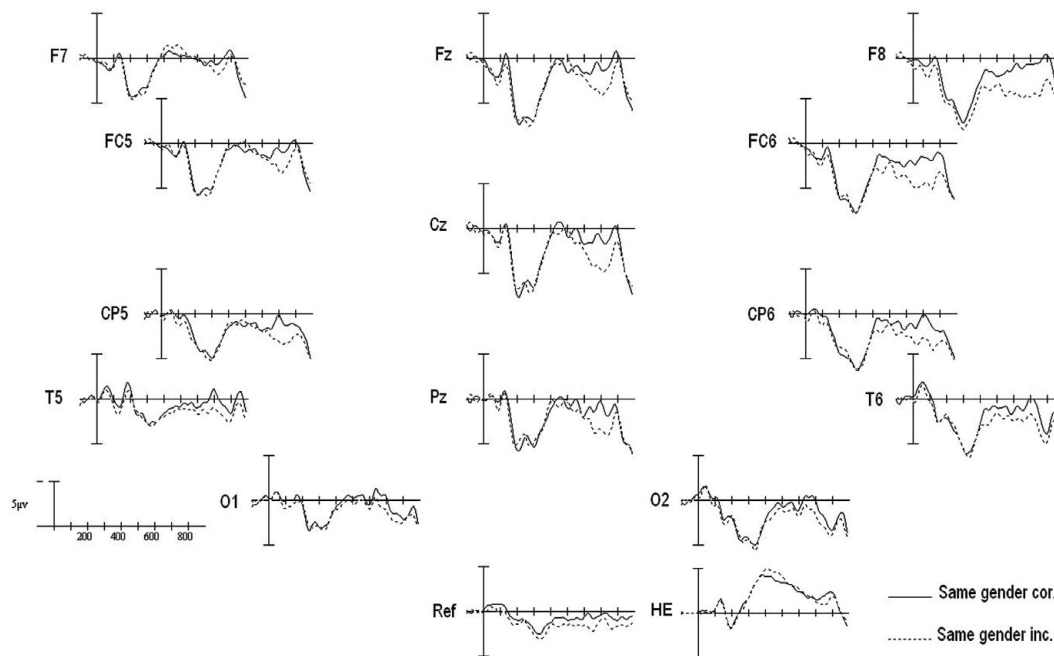 F7
Fz
F8
FC5
FC6
Cz
CP5
CP6
T5
Pz
T6
5μv
200 400 600 800
O1
O2
Ref
HE
Same gender cor.
Same gender inc.